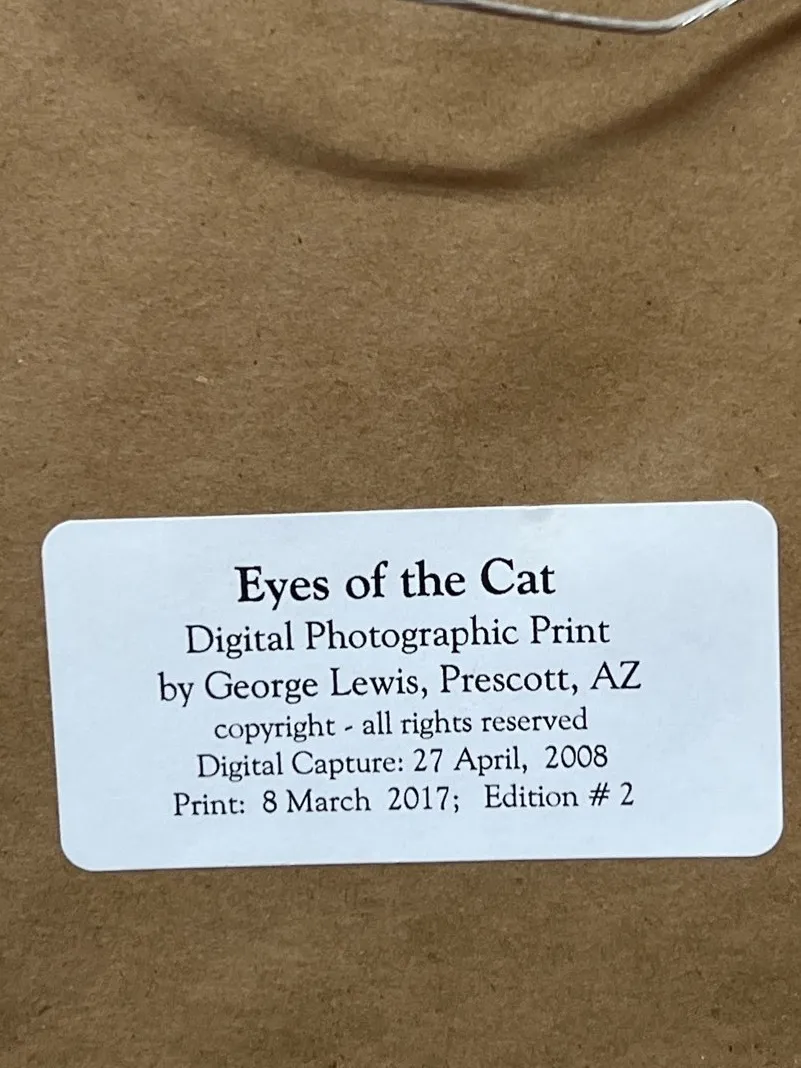 Eyes of the Cat
Digital Photographic Print
by George Lewis, Prescott, AZ
copyright - all rights reserved
Digital Capture: 27 April, 2008
Print: 8 March 2017; Edition # 2